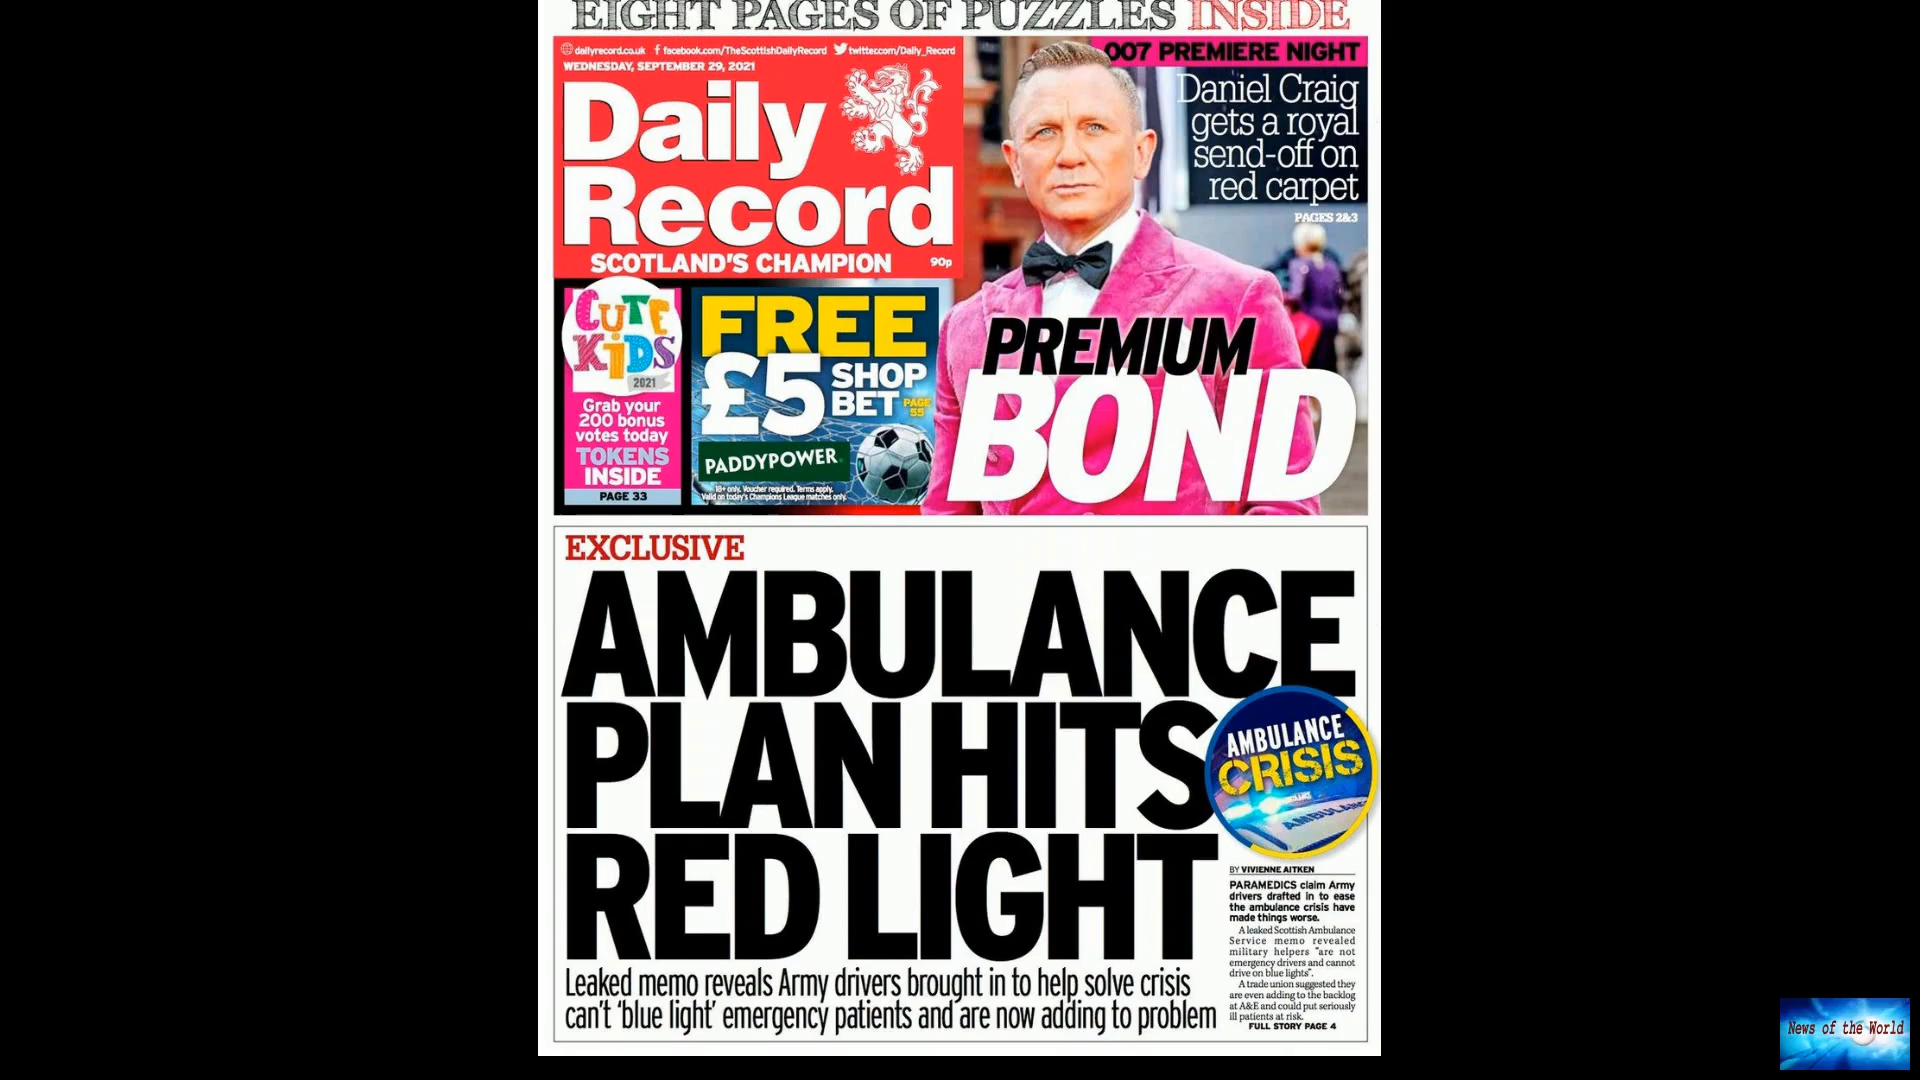 EIGHT PAGES OF PUZZLES INSIDE
dailyrecord.co.uk facebook.com/TheScottishDailyRecord twitter.com/Daily_Record
WEDNESDAY, SEPTEMBER 29, 2021
Daily
Record
SCOTLAND'S CHAMPION 90p
007 PREMIERE NIGHT
Daniel Craig
gets a royal
send-off on
red carpet
PAGES 2&3
CUTE
KIDS
2021
Grab your
200 bonus
votes today
TOKENS
INSIDE
PAGE 33
FREE
£5 SHOP
BET PAGE
55
PADDYPOWER
18+ only. Voucher required. Terms apply.
Valid on today's Champions League matches only.
PREMIUM
BOND
EXCLUSIVE
AMBULANCE
PLAN HITS
RED LIGHT
AMBULANCE
CRISIS
AMBULANCE
Leaked memo reveals Army drivers brought in to help solve crisis
can't 'blue light' emergency patients and are now adding to problem
BY VIVIENNE AITKEN
PARAMEDICS claim Army
drivers drafted in to ease
the ambulance crisis have
made things worse.
A leaked Scottish Ambulance
Service memo revealed
military helpers "are not
emergency drivers and cannot
drive on blue lights".
A trade union suggested they
are even adding to the backlog
at A&E and could put seriously
ill patients at risk.
FULL STORY PAGE 4
News of the World